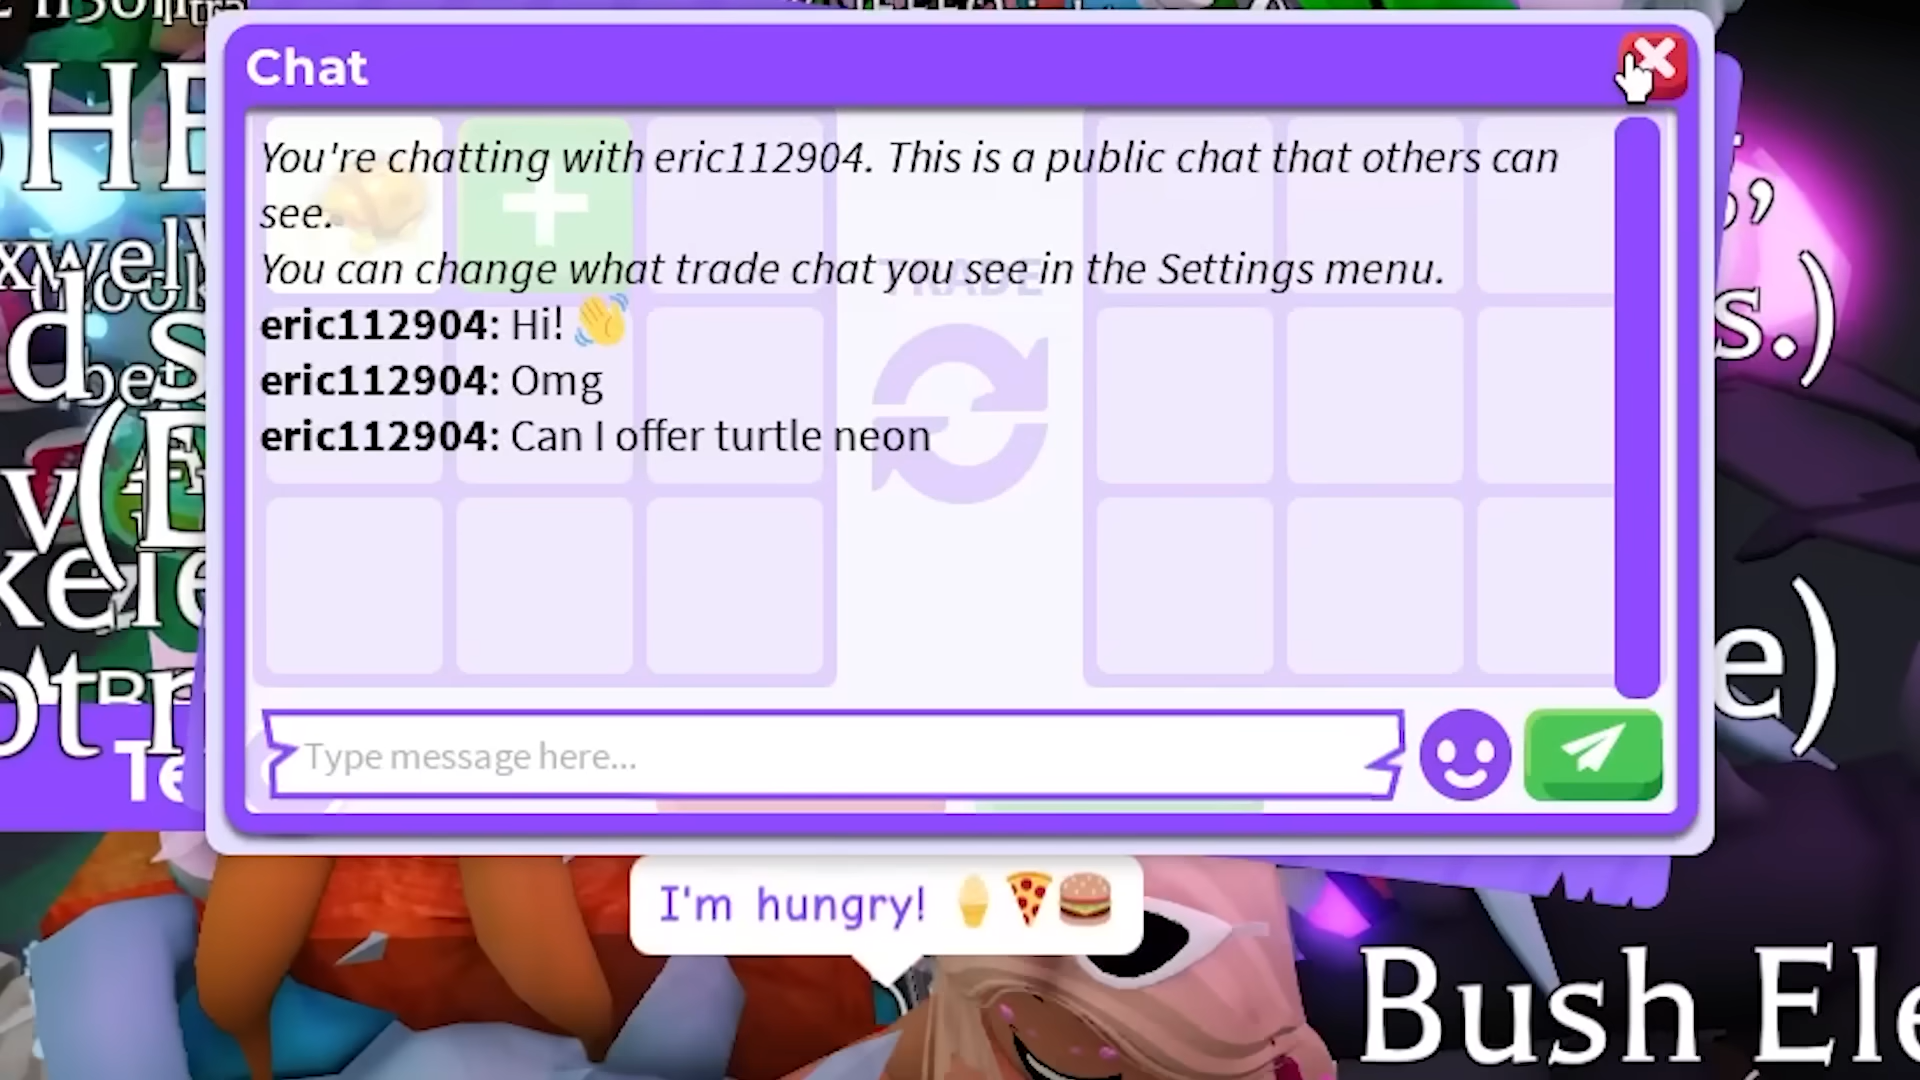 Chat
You're chatting with eric112904. This is a public chat that others can
see.
You can change what trade chat you see in the Settings menu.
TRADE
eric112904: Hi! 👋
eric112904: Omg
eric112904: Can I offer turtle neon
Type message here...
I'm hungry! 🍦🍕🍔
Bush Ele